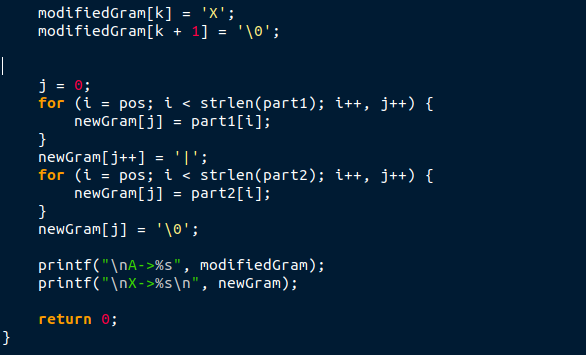 modifiedGram[k] = 'X';
modifiedGram[k + 1] = '\0';
j = 0;
for (i = pos; i < strlen(part1); i++, j++) {
newGram[j] = part1[i];
}
newGram[j++] = '|';
for (i = pos; i < strlen(part2); i++, j++) {
newGram[j] = part2[i];
}
newGram[j] = '\0';
printf("\nA->%s", modifiedGram);
printf("\nX->%s\n", newGram);
return 0;
}